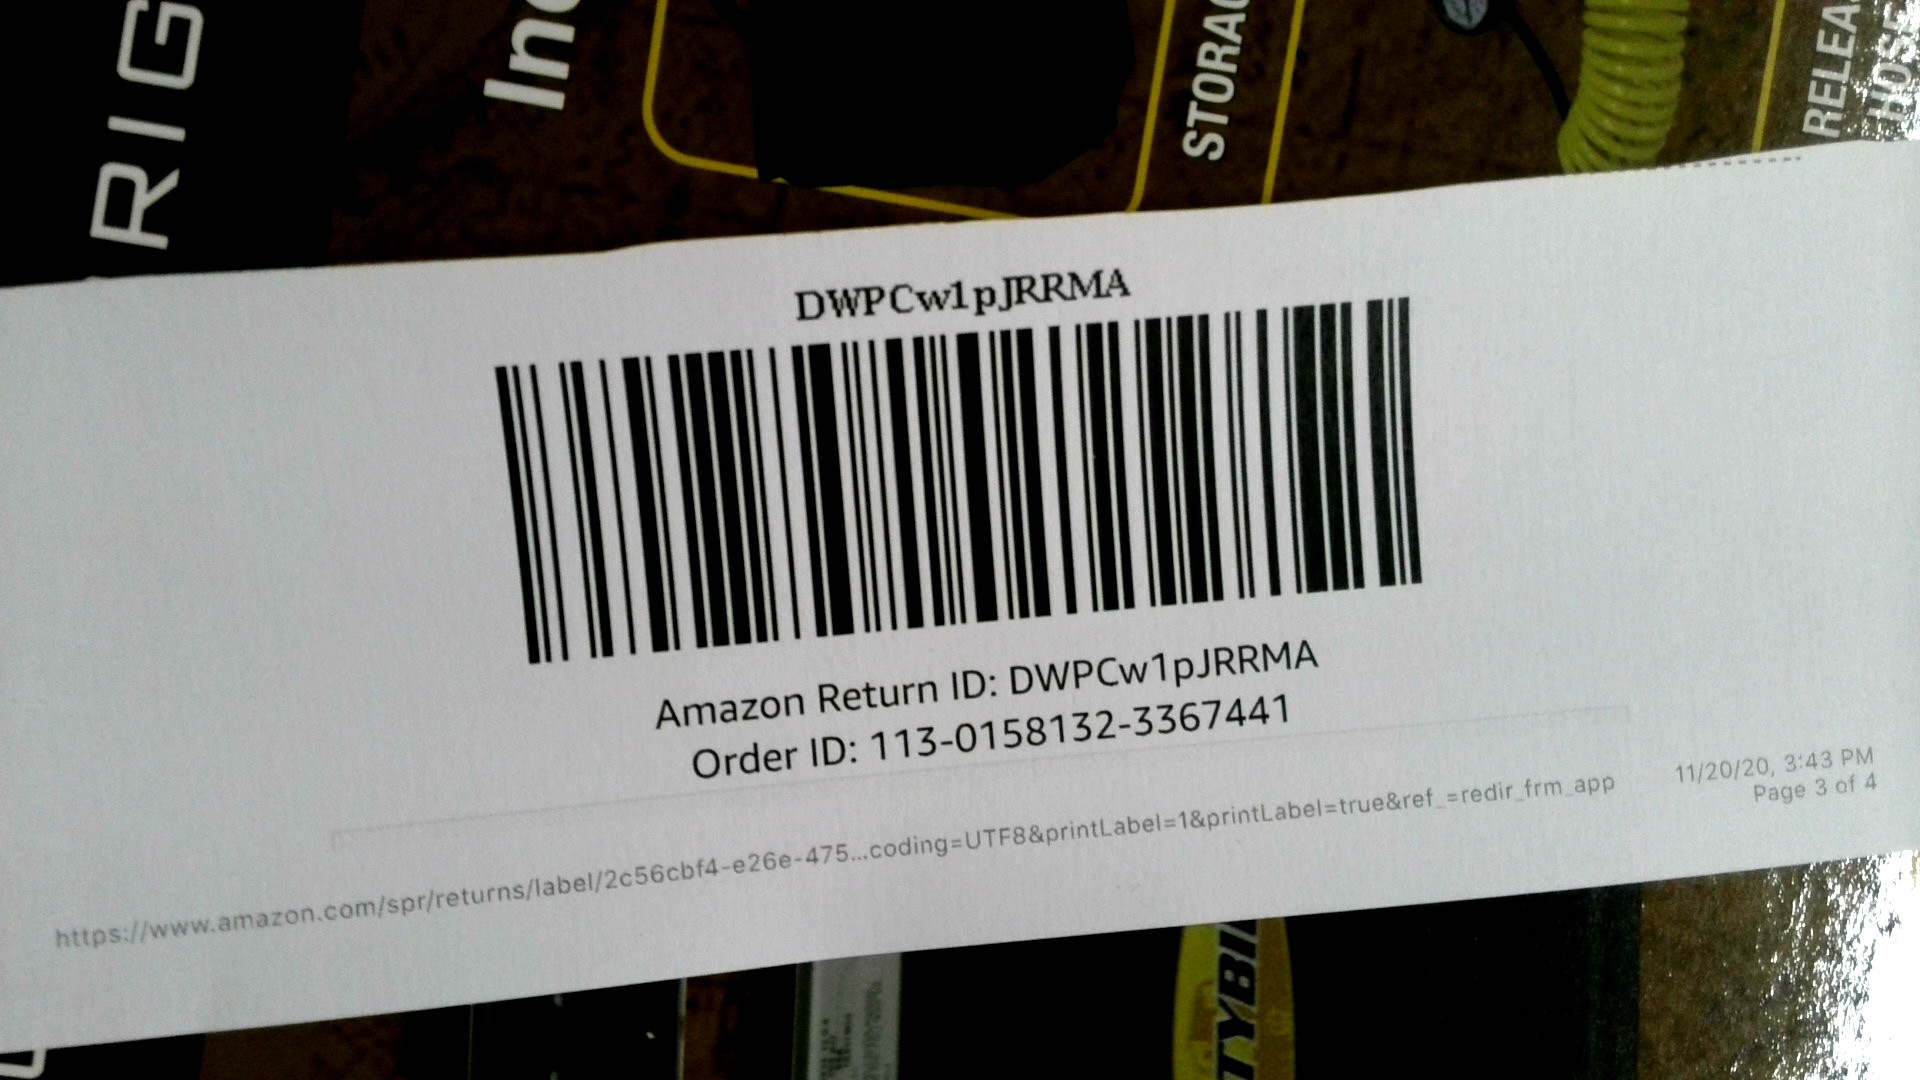 RIG
STORAG
RELEA
HOSE
DWPCw1pJRRMA
Amazon Return ID: DWPCw1pJRRMA
Order ID: 113-0158132-3367441
https://www.amazon.com/spr/returns/label/2c56cbf4-e26e-475...coding=UTF8&printLabel=1&printLabel=true&ref_=redir_frm_app
11/20/20, 3:43 PM
Page 3 of 4